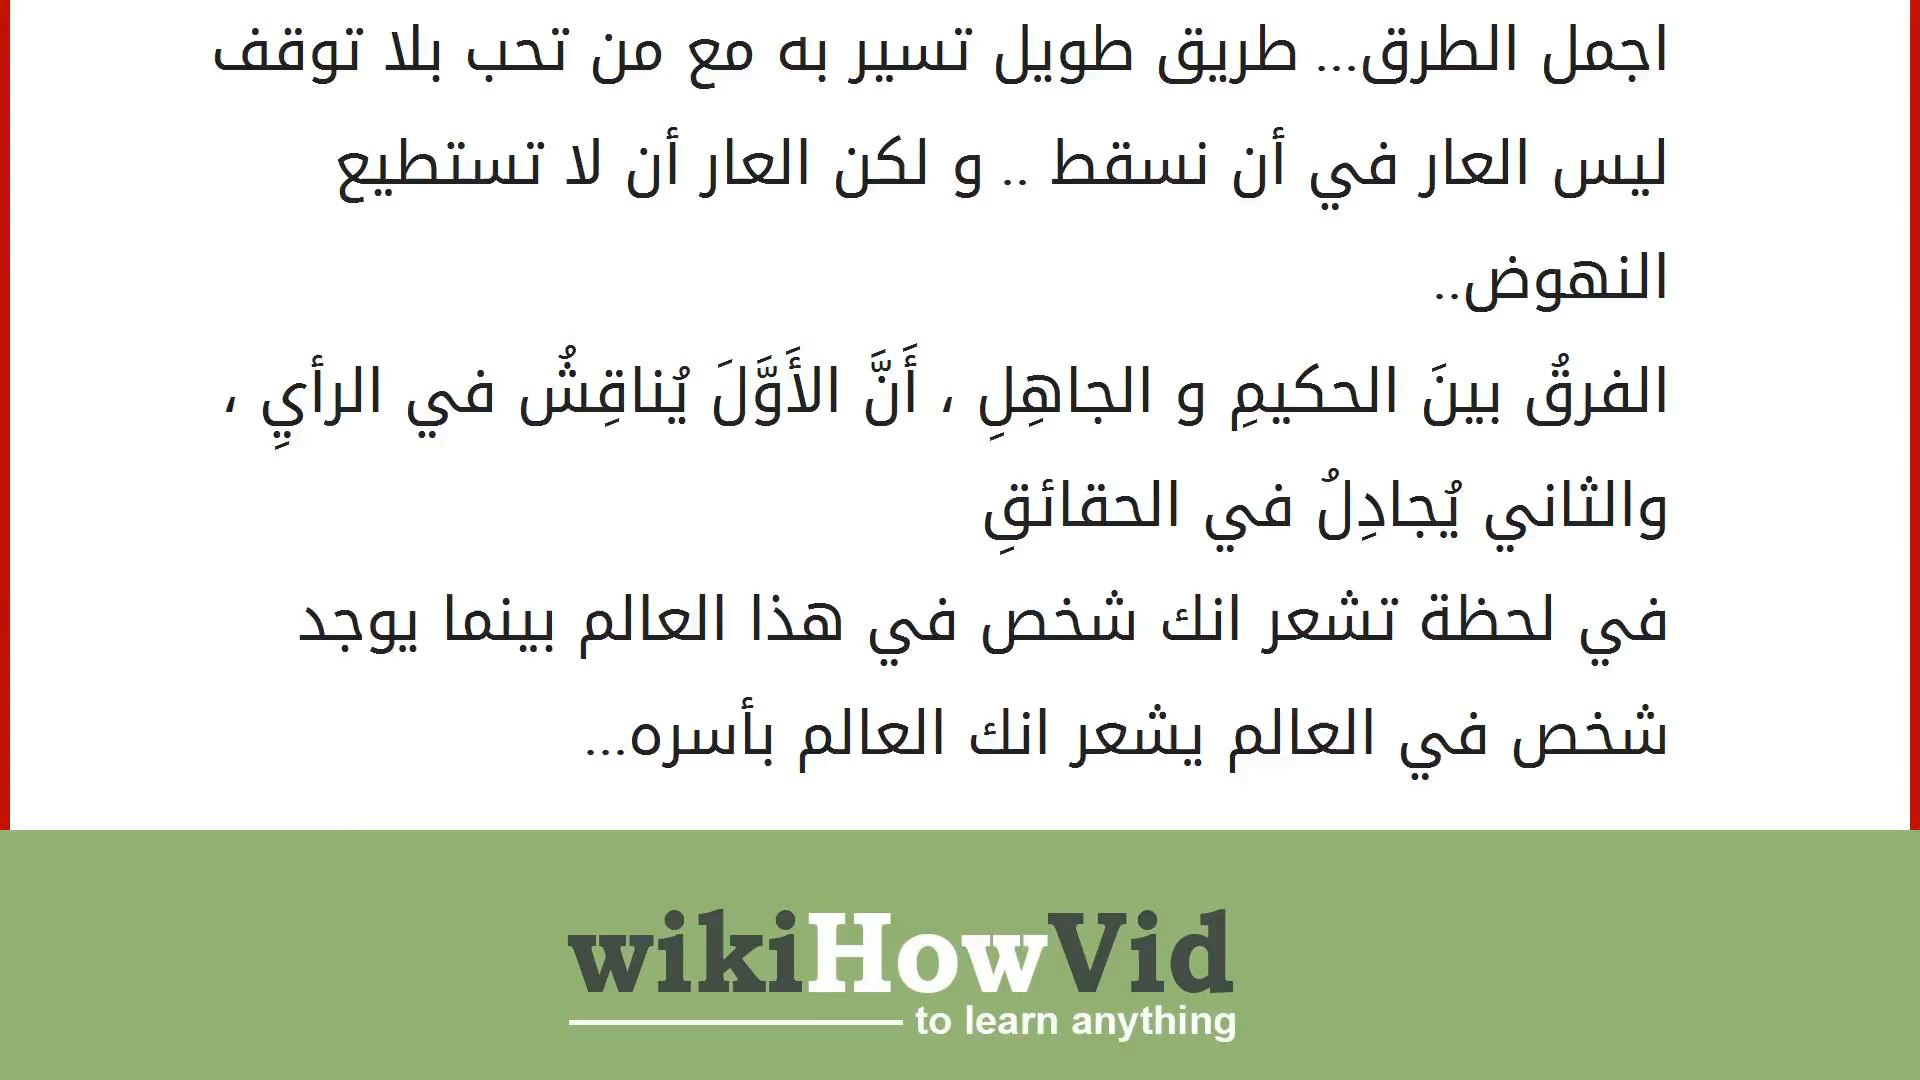 اجمل الطرق... طريق طويل تسير به مع من تحب بلا توقف
ليس العار في أن نسقط .. و لكن العار أن لا تستطيع
النهوض..
الفرقُ بينَ الحكيمِ و الجاهِلِ ، أَنَّ الأَوَّلَ يُناقِشُ في الرأيِ ،
والثاني يُجادِلُ في الحقائقِ
في لحظة تشعر انك شخص في هذا العالم بينما يوجد
شخص في العالم يشعر انك العالم بأسره...
wikiHowVid
to learn anything